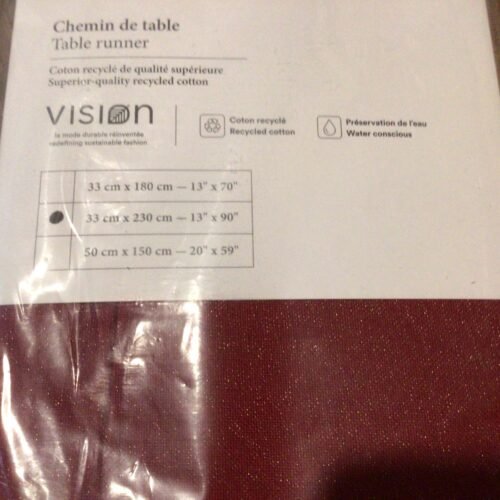 Chemin de table
Table runner
Coton recyclé de qualité supérieure
Superior-quality recycled cotton
VISION
la mode durable réinventée
redefining sustainable fashion
Coton recyclé
Recycled cotton
Préservation de l'eau
Water conscious
33 cm x 180 cm — 13" x 70"
33 cm x 230 cm — 13" x 90"
50 cm x 150 cm — 20" x 59"